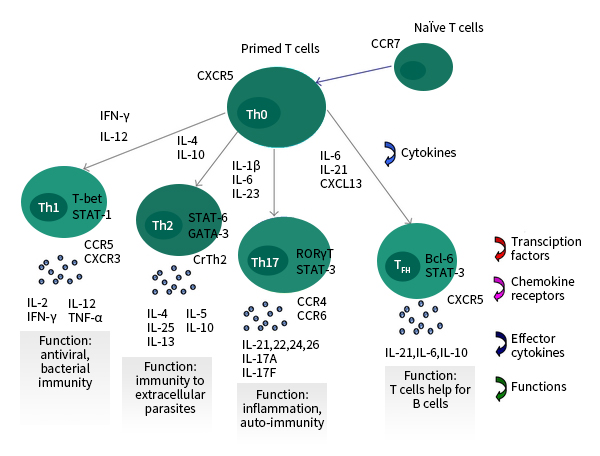 NaÏve T cells
CCR7
Primed T cells
CXCR5
Th0
IFN-γ
IL-12
IL-4
IL-10
IL-1β
IL-6
IL-23
IL-6
IL-21
CXCL13
Cytokines
Th1
T-bet
STAT-1
CCR5
CXCR3
IL-2
IFN-γ
IL-12
TNF-α
Function:
antiviral,
bacterial
immunity
Th2
STAT-6
GATA-3
CrTh2
IL-4
IL-25
IL-13
IL-5
IL-10
Function:
immunity to
extracellular
parasites
Th17
RORγT
STAT-3
CCR4
CCR6
IL-21,22,24,26
IL-17A
IL-17F
Function:
inflammation,
auto-immunity
TFH
Bcl-6
STAT-3
CXCR5
IL-21,IL-6,IL-10
Function:
T cells help for
B cells
Transciption
factors
Chemokine
receptors
Effector
cytokines
Functions